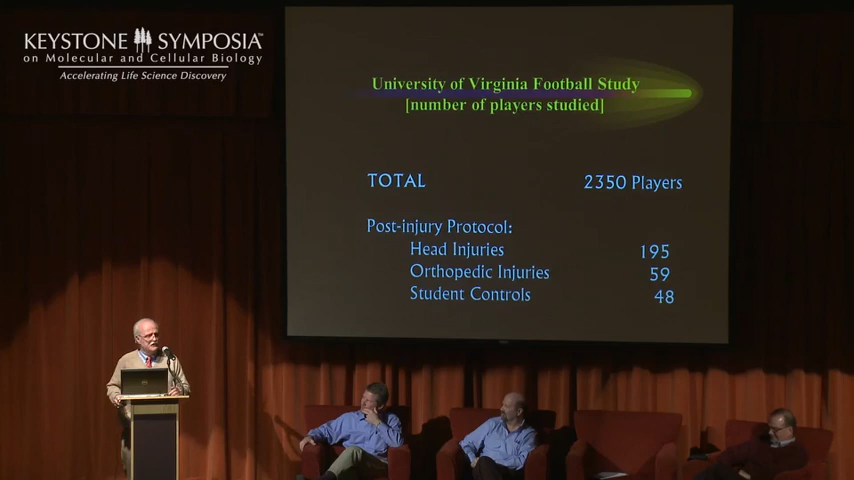 KEYSTONE SYMPOSIA™
on Molecular and Cellular Biology
Accelerating Life Science Discovery
University of Virginia Football Study
[number of players studied]
TOTAL 2350 Players
Post-injury Protocol:
Head Injuries 195
Orthopedic Injuries 59
Student Controls 48